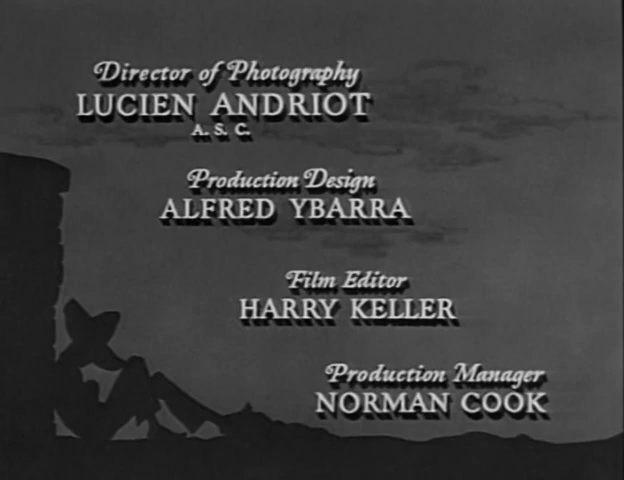 Director of Photography
LUCIEN ANDRIOT
A. S. C.
Production Design
ALFRED YBARRA
Film Editor
HARRY KELLER
Production Manager
NORMAN COOK